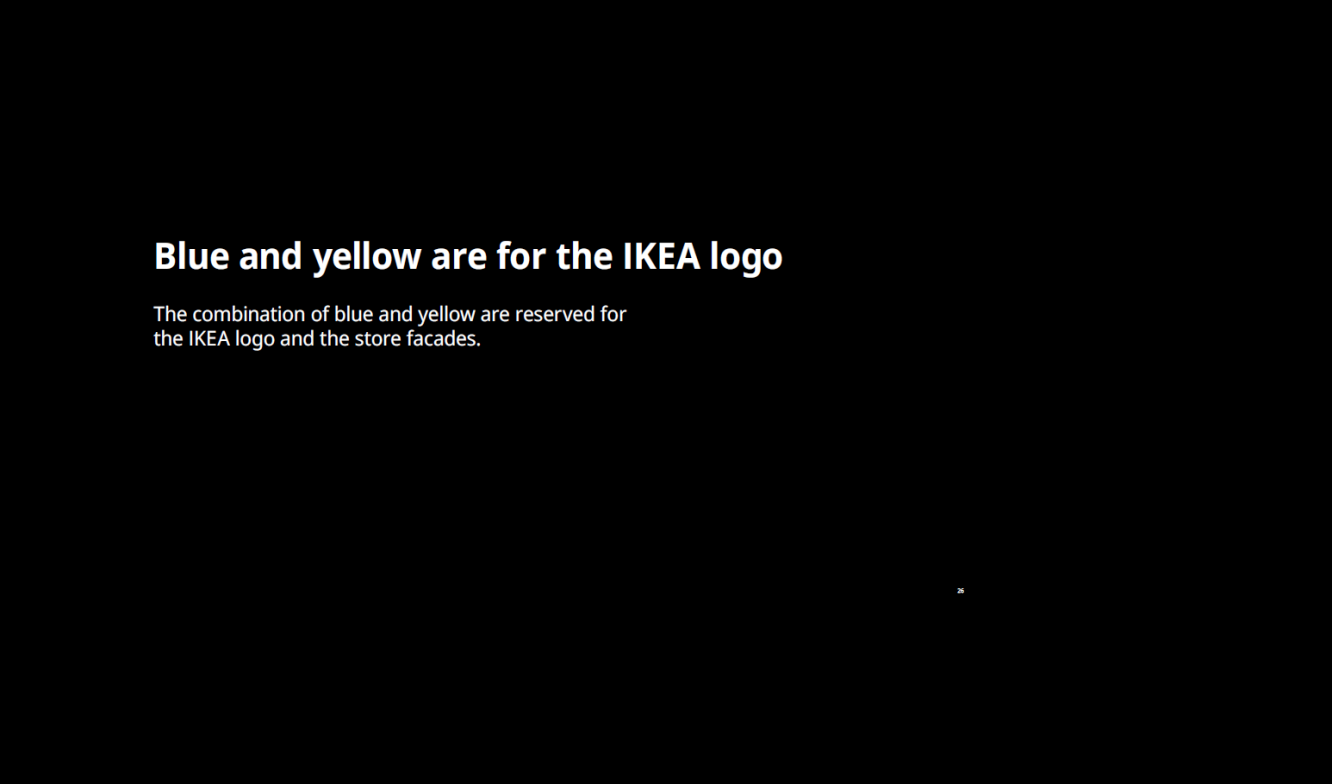 Blue and yellow are for the IKEA logo
The combination of blue and yellow are reserved for
the IKEA logo and the store facades.
26